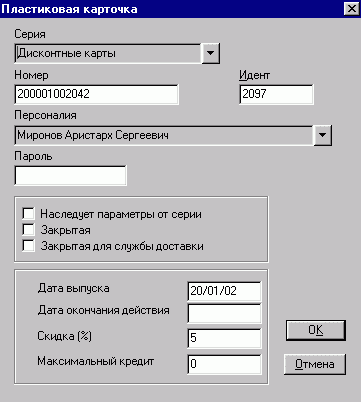 Пластиковая карточка
Серия
Дисконтные карты
Номер Идент
200001002042 2097
Персоналия
Миронов Аристарх Сергеевич
Пароль
Наследует параметры от серии
Закрытая
Закрытая для службы доставки
Дата выпуска 20/01/02
Дата окончания действия
Скидка (%) 5
OK
Максимальный кредит 0
Отмена